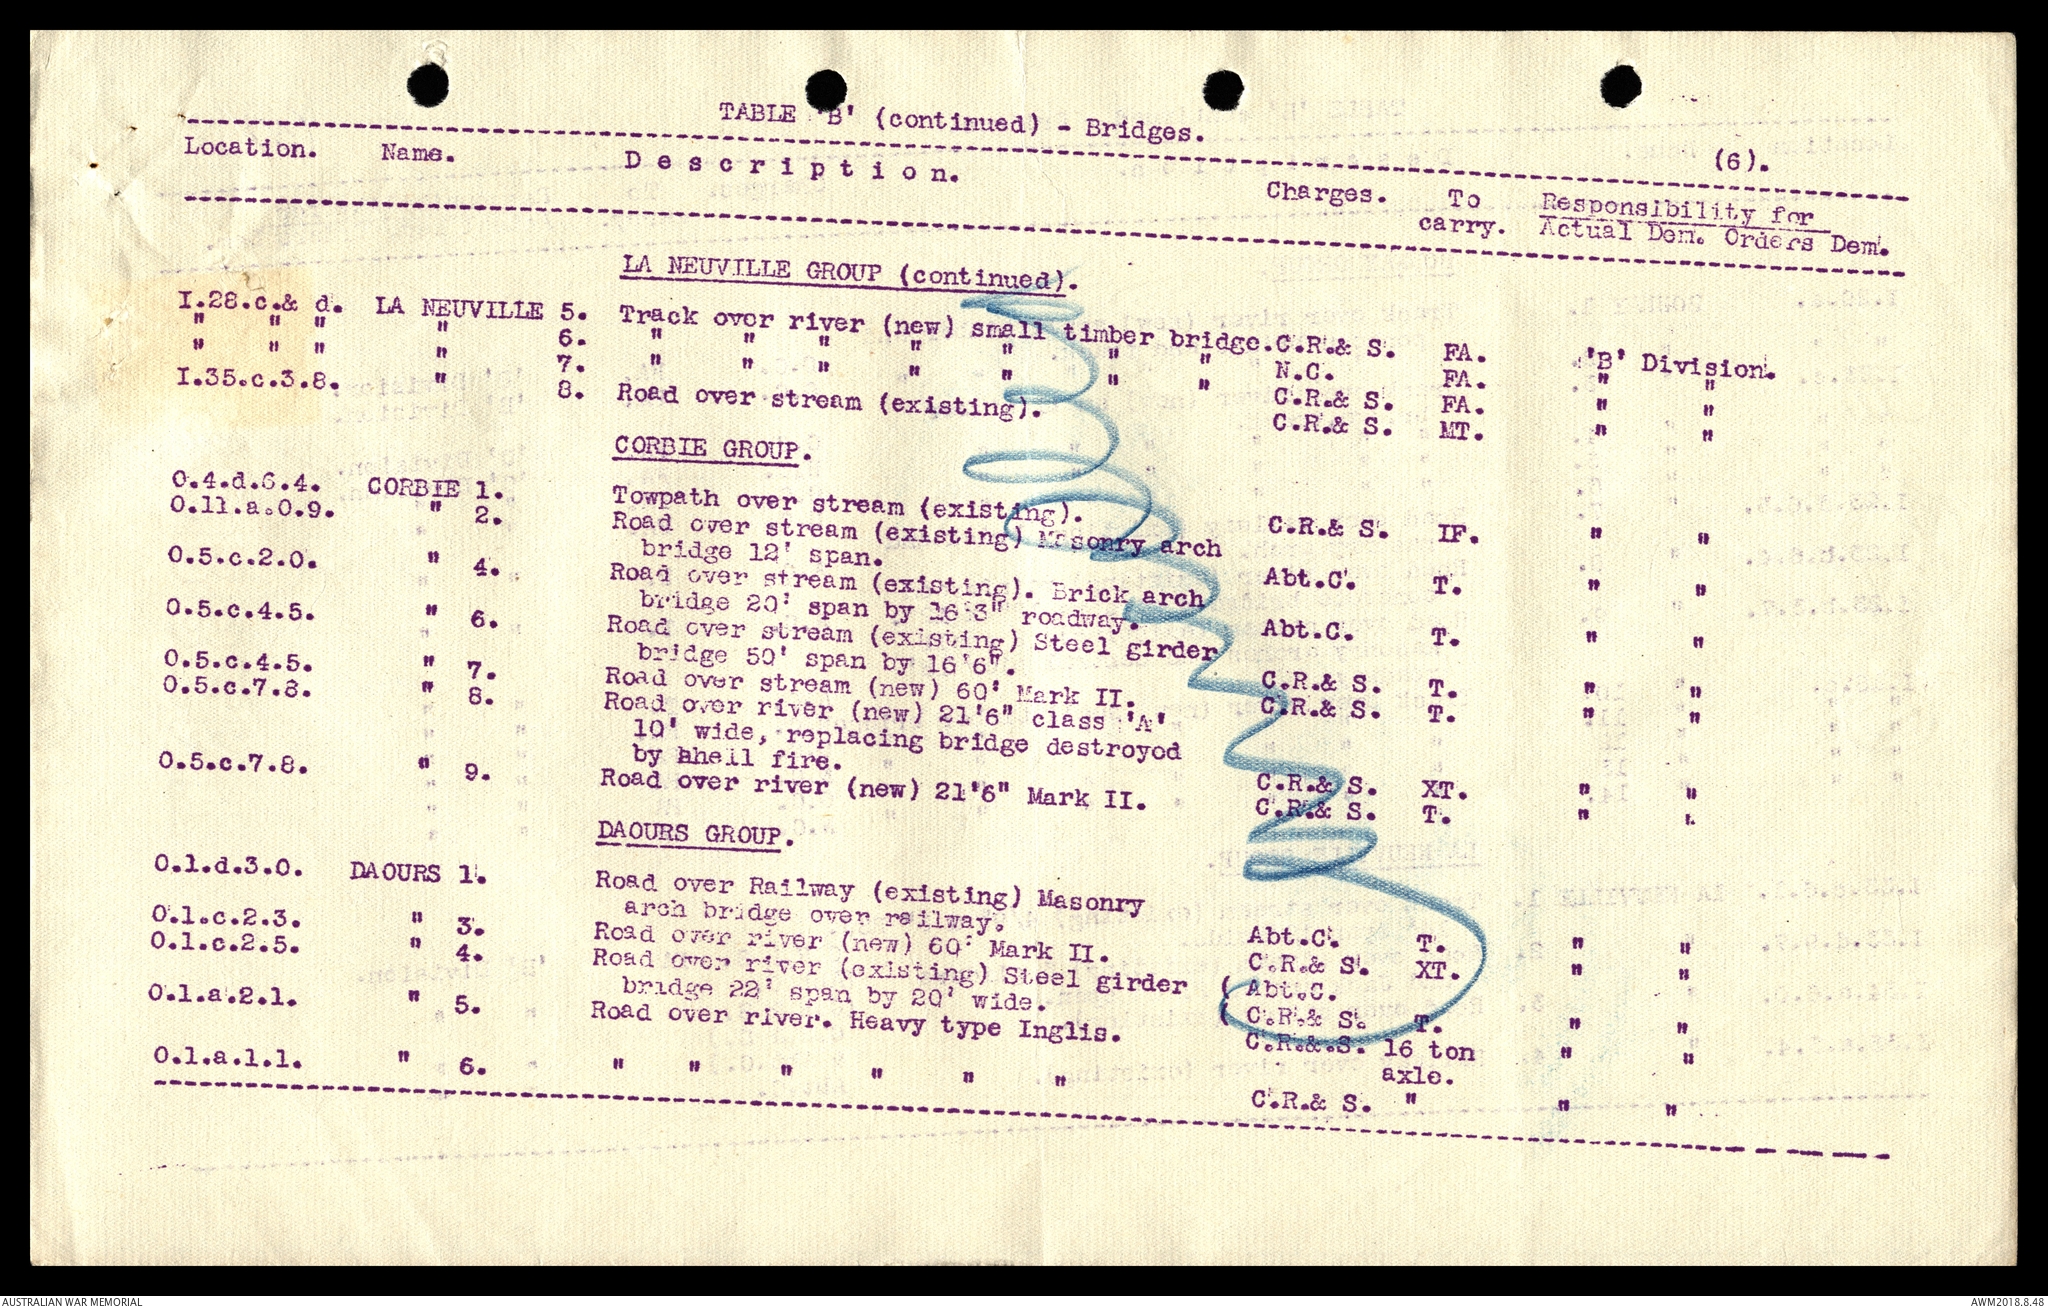 TABLE 'B' (continued) - Bridges.
(6).
Location. Name. Description. Charges. To carry. Responsibility for
Actual Dem. Orders Dem.
LA NEUVILLE GROUP (continued).
I.28.c.& d. LA NEUVILLE 5. Track over river (new) small timber bridge. C.R.& S. FA. 'B' Division.
" " " " 6. " " " " " " " N.C. FA. " "
" " " " 7. " " " " " " " C.R.& S. FA. " "
I.35.c.3.8. " 8. Road over stream (existing). C.R.& S. MT. " "
CORBIE GROUP.
O.4.d.6.4. CORBIE 1. Towpath over stream (existing). C.R.& S. IF. " "
O.11.a.0.9. " 2. Road over stream (existing) Masonry arch
bridge 12' span. Abt.C. T. " "
O.5.c.2.0. " 4. Road over stream (existing). Brick arch
bridge 20' span by 16'3" roadway. Abt.C. T. " "
O.5.c.4.5. " 6. Road over stream (existing) Steel girder
bridge 50' span by 16'6". C.R.& S. T. " "
O.5.c.4.5. " 7. Road over stream (new) 60' Mark II. C.R.& S. T. " "
O.5.c.7.8. " 8. Road over river (new) 21'6" class 'A'
10' wide, replacing bridge destroyed
by shell fire. C.R.& S. XT. " "
O.5.c.7.8. " 9. Road over river (new) 21'6" Mark II. C.R.& S. T. " "
DAOURS GROUP.
O.1.d.3.0. DAOURS 1. Road over Railway (existing) Masonry
arch bridge over railway. Abt.C. T. " "
O.1.c.2.3. " 3. Road over river (new) 60' Mark II. C.R.& S. XT. " "
O.1.c.2.5. " 4. Road over river (existing) Steel girder ( Abt.C.
bridge 22' span by 20' wide. ( C.R.& S. T. " "
O.1.a.2.1. " 5. Road over river. Heavy type Inglis. C.R.&.S. 16 ton " "
axle.
O.1.a.1.1. " 6. " " " " " " C.R.& S. " " "
AUSTRALIAN WAR MEMORIAL
AWM2018.8.48